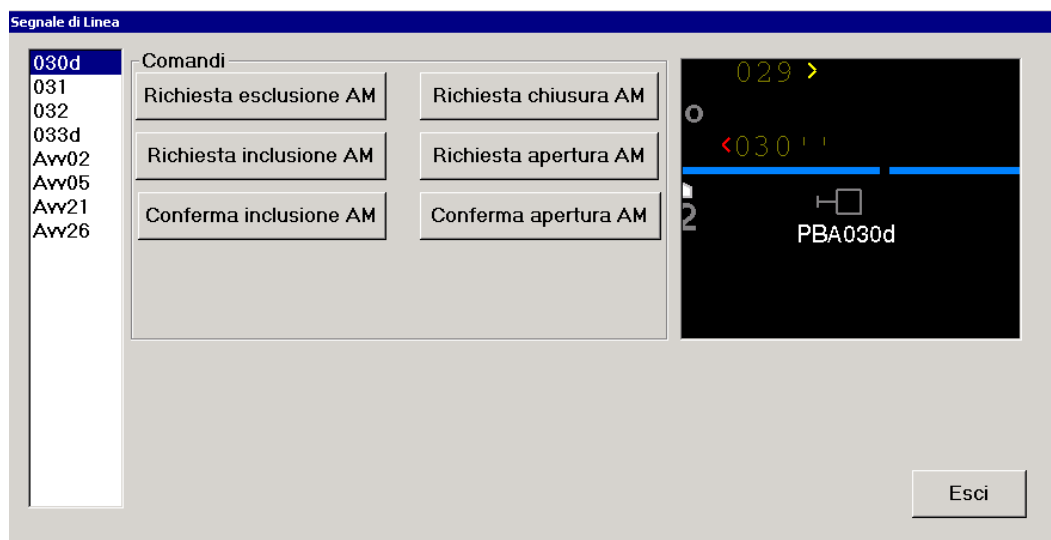 Segnale di Linea
030d
031
032
033d
Avv02
Avv05
Avv21
Avv26
Comandi
Richiesta esclusione AM
Richiesta chiusura AM
Richiesta inclusione AM
Richiesta apertura AM
Conferma inclusione AM
Conferma apertura AM
029 >
o
<030 ''
2
PBA030d
Esci